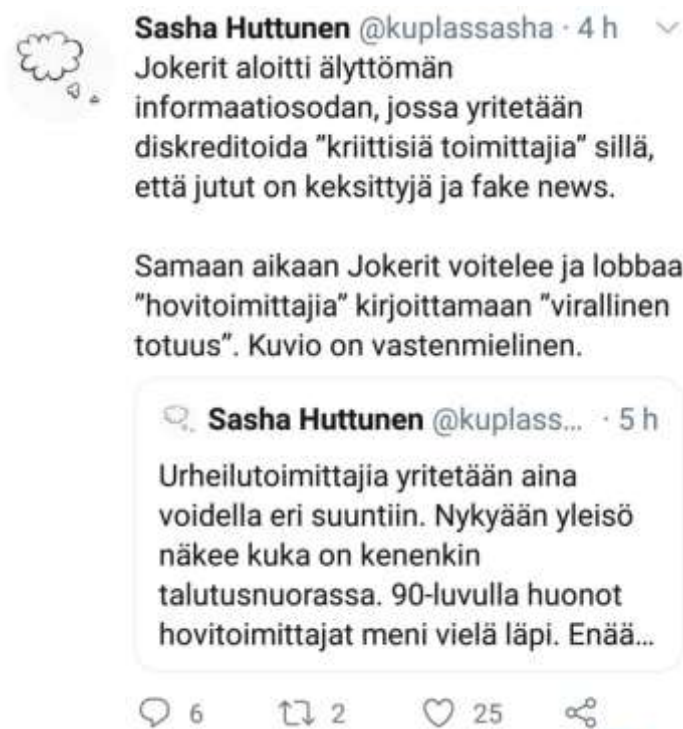 Sasha Huttunen @kuplassasha · 4 h
Jokerit aloitti älyttömän
informaatiosodan, jossa yritetään
diskreditoida ”kriittisiä toimittajia” sillä,
että jutut on keksittyjä ja fake news.
Samaan aikaan Jokerit voitelee ja lobbaa
”hovitoimittajia” kirjoittamaan ”virallinen
totuus”. Kuvio on vastenmielinen.
Sasha Huttunen @kuplass... · 5 h
Urheilutoimittajia yritetään aina
voidella eri suuntiin. Nykyään yleisö
näkee kuka on kenenkin
talutusnuorassa. 90-luvulla huonot
hovitoimittajat meni vielä läpi. Enää...
6 2 25